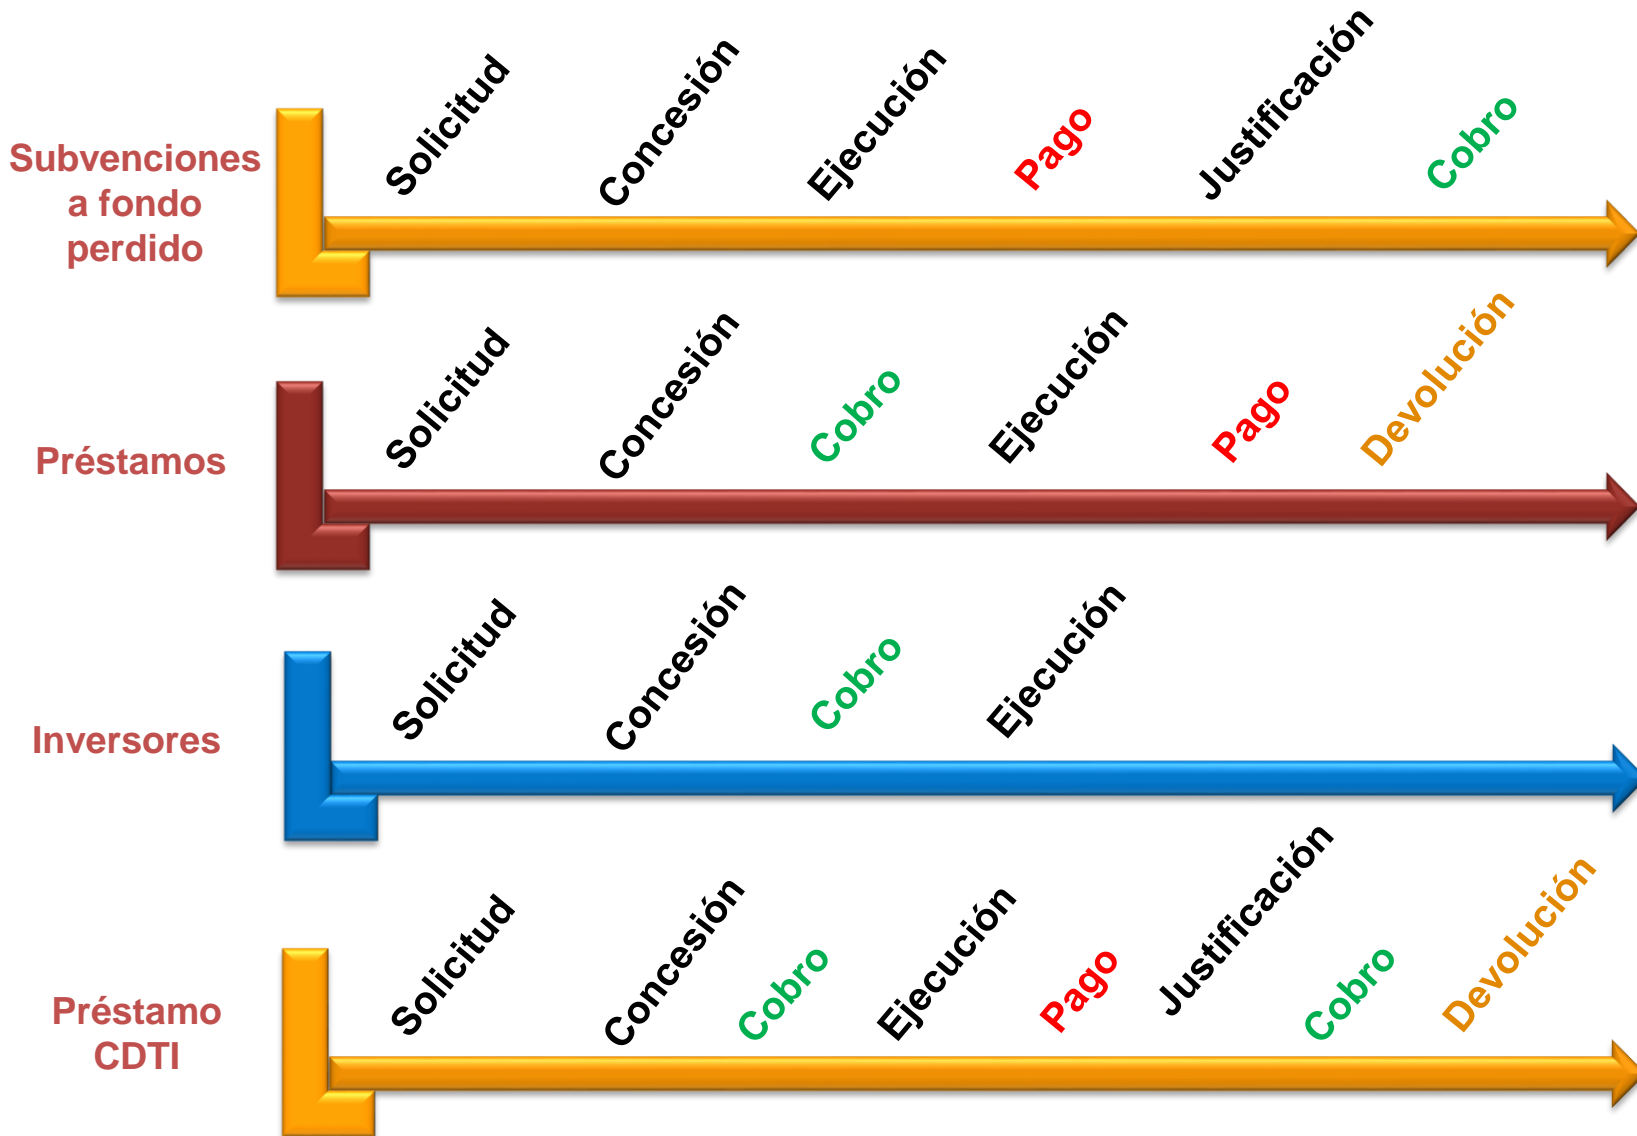 Subvenciones
a fondo
perdido
Solicitud
Concesión
Ejecución
Pago
Justificación
Cobro
Préstamos
Solicitud
Concesión
Cobro
Ejecución
Pago
Devolución
Inversores
Solicitud
Concesión
Cobro
Ejecución
Préstamo
CDTI
Solicitud
Concesión
Cobro
Ejecución
Pago
Justificación
Cobro
Devolución